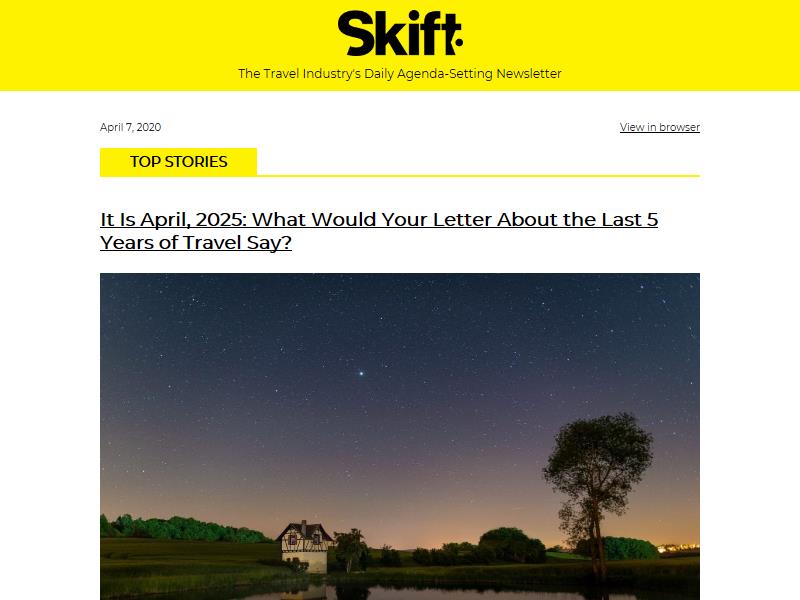 Skift
The Travel Industry's Daily Agenda-Setting Newsletter
April 7, 2020
View in browser
TOP STORIES
It Is April, 2025: What Would Your Letter About the Last 5
Years of Travel Say?